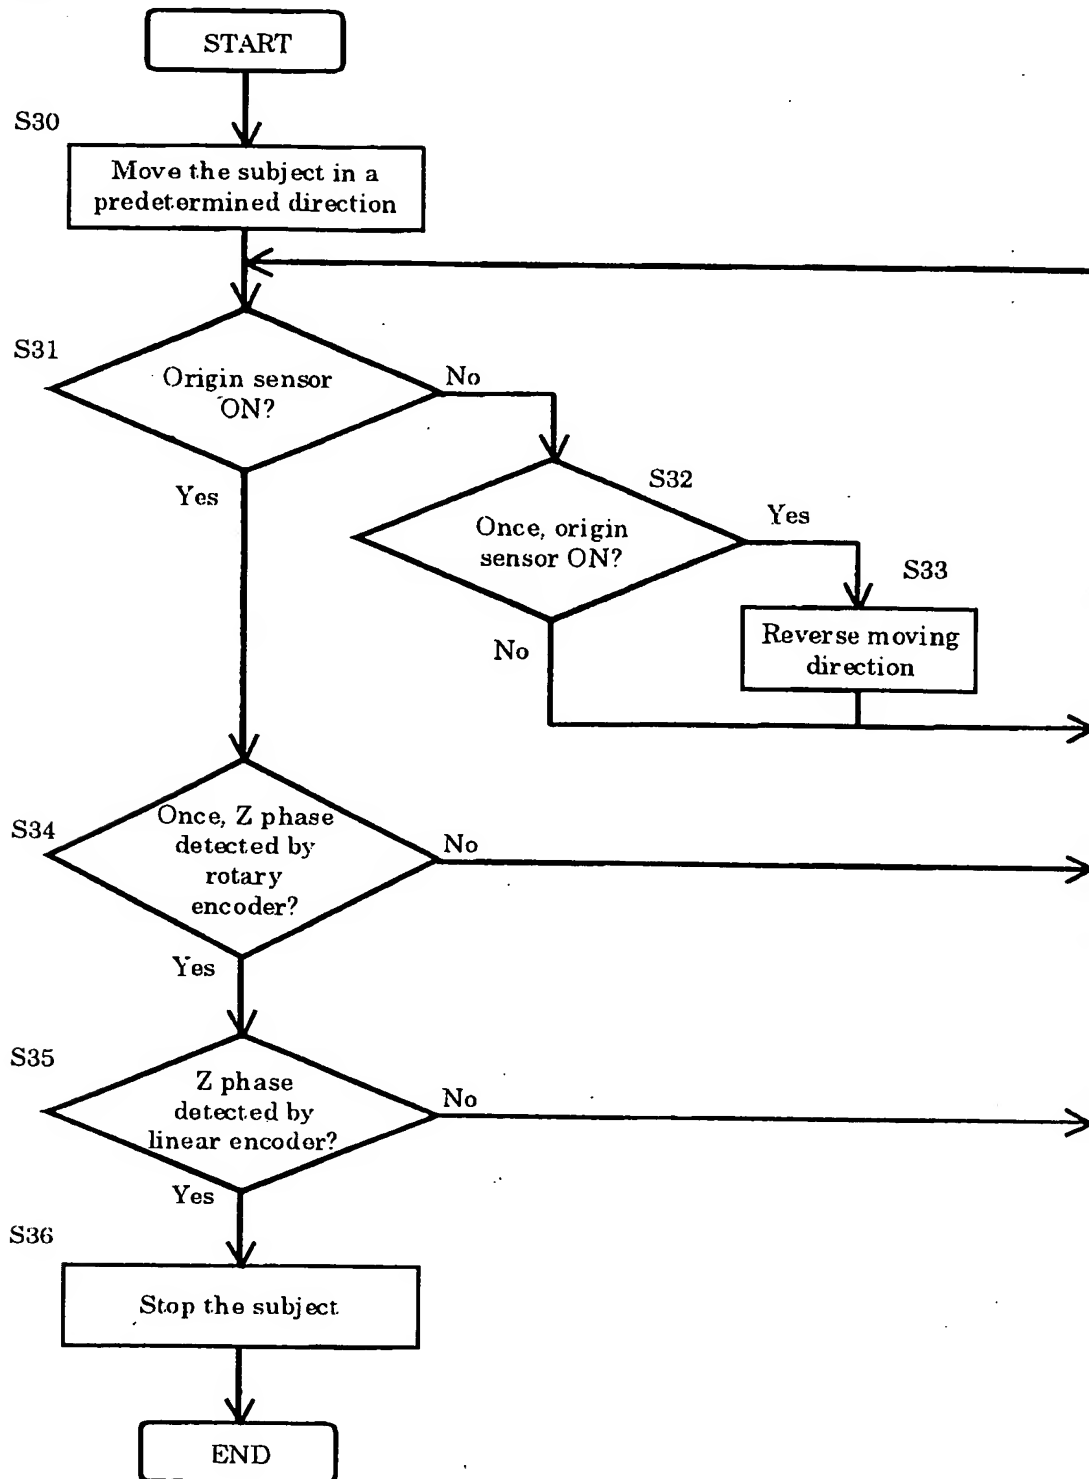 START
S30
Move the subject in a
predetermined direction
S31
Origin sensor
ON?
No
Yes
S32
Once, origin
sensor ON?
Yes
No
S33
Reverse moving
direction
S34
Once, Z phase
detected by
rotary
encoder?
No
Yes
S35
Z phase
detected by
linear encoder?
No
Yes
S36
Stop the subject
END